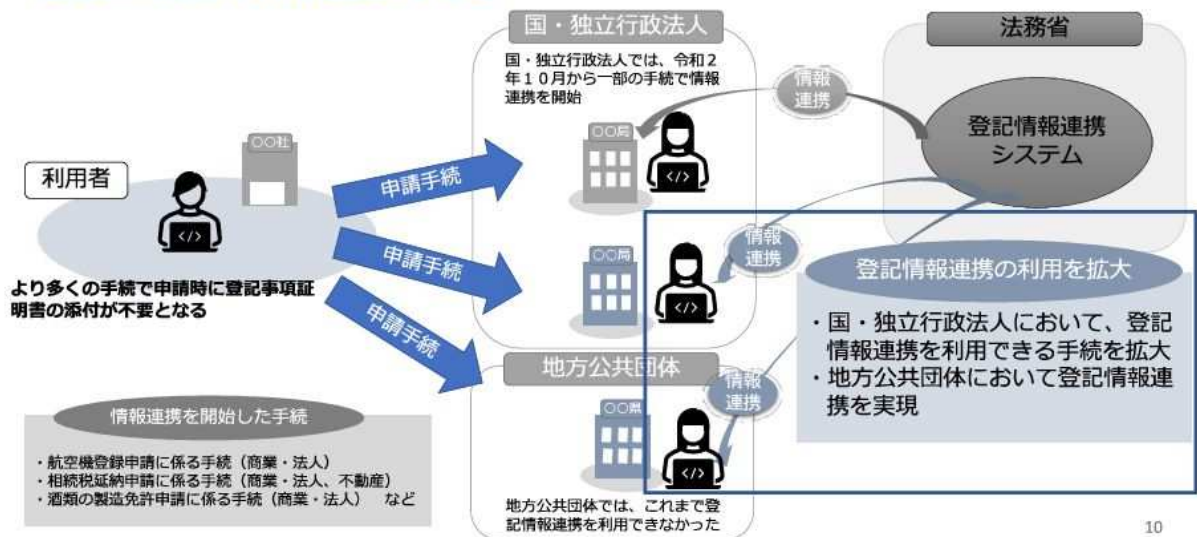 国・独立行政法人
国・独立行政法人では、令和２
年１０月から一部の手続で情報
連携を開始
法務省
情報
連携
登記情報連携
システム
〇〇局
〇〇社
利用者
申請手続
</>
</>
より多くの手続で申請時に登記事項証
明書の添付が不要となる
申請手続
〇〇局
</>
情報
連携
登記情報連携の利用を拡大
・国・独立行政法人において、登記
情報連携を利用できる手続を拡大
・地方公共団体において登記情報連
携を実現
申請手続
地方公共団体
情報
連携
〇〇県
</>
地方公共団体では、これまで登
記情報連携を利用できなかった
情報連携を開始した手続
・航空機登録申請に係る手続（商業・法人）
・相続税延納申請に係る手続（商業・法人、不動産）
・酒類の製造免許申請に係る手続（商業・法人）　など
10